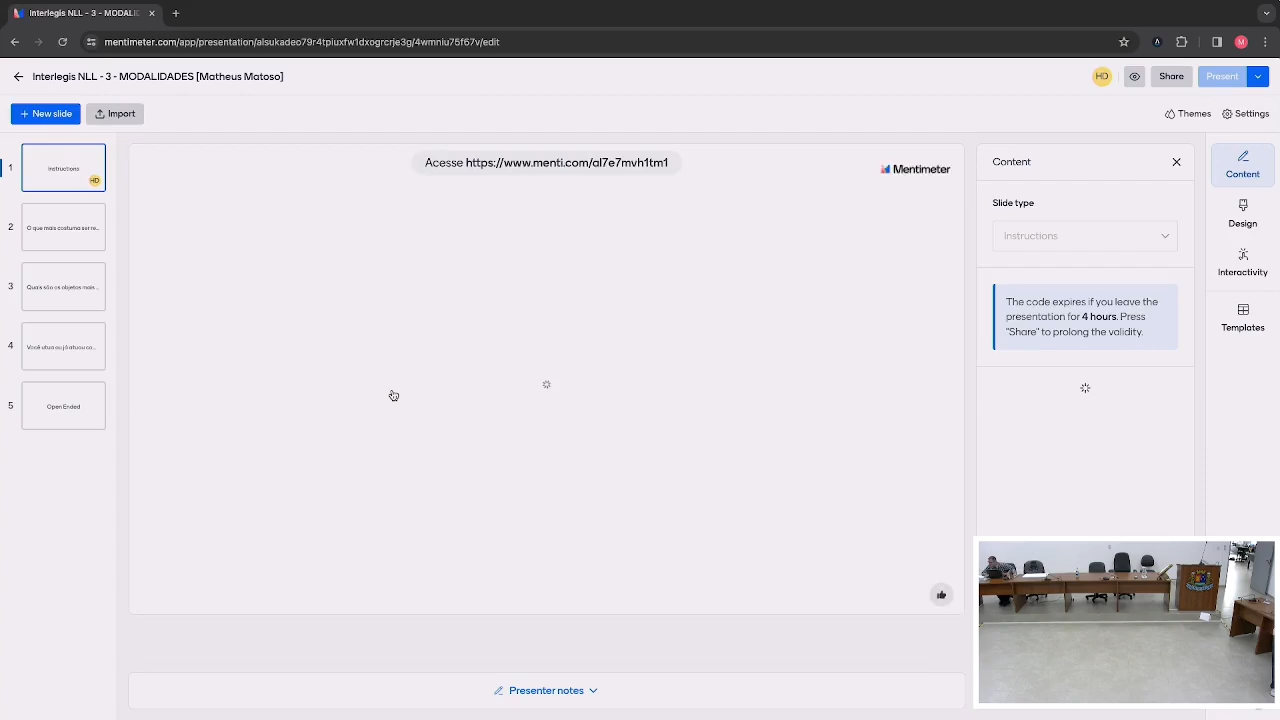 Interlegis NLL - 3 - MODALI
mentimeter.com/app/presentation/alsukadeo79r4tpiuxfw1dxogrcrje3g/4wmnlu75f67v/edit
M
Interlegis NLL - 3 - MODALIDADES [Matheus Matoso]
HD
Share
Present
+ New slide
Import
Themes
Settings
1
Instructions
HD
2
O que mais costuma ser re...
3
Quais são os objetos mais ...
4
Você utua ou já atuou co...
5
Open Ended
Acesse https://www.menti.com/al7e7mvh1tm1
Mentimeter
Content
Slide type
Instructions
The code expires if you leave the
presentation for 4 hours. Press
"Share" to prolong the validity.
Content
Design
Interactivity
Templates
Presenter notes